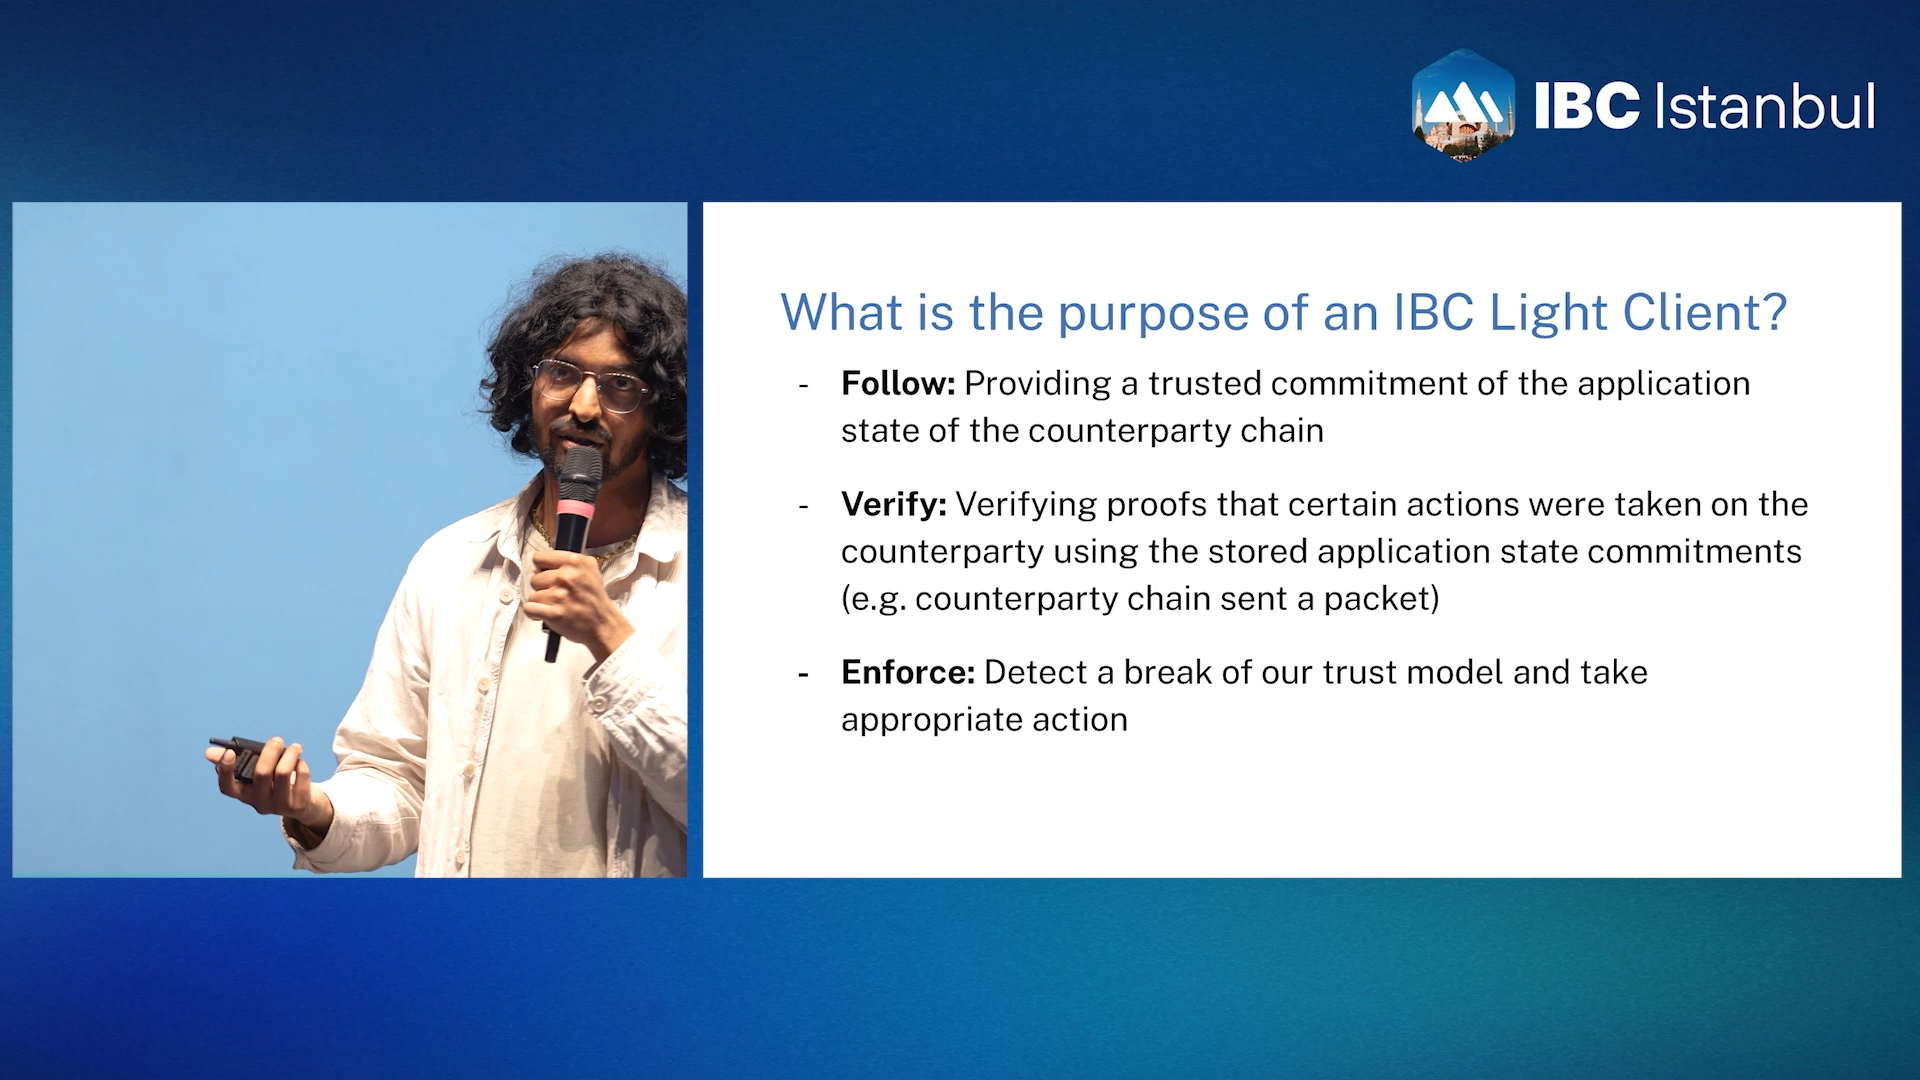 IBC Istanbul
What is the purpose of an IBC Light Client?
- Follow: Providing a trusted commitment of the application
state of the counterparty chain
- Verify: Verifying proofs that certain actions were taken on the
counterparty using the stored application state commitments
(e.g. counterparty chain sent a packet)
- Enforce: Detect a break of our trust model and take
appropriate action